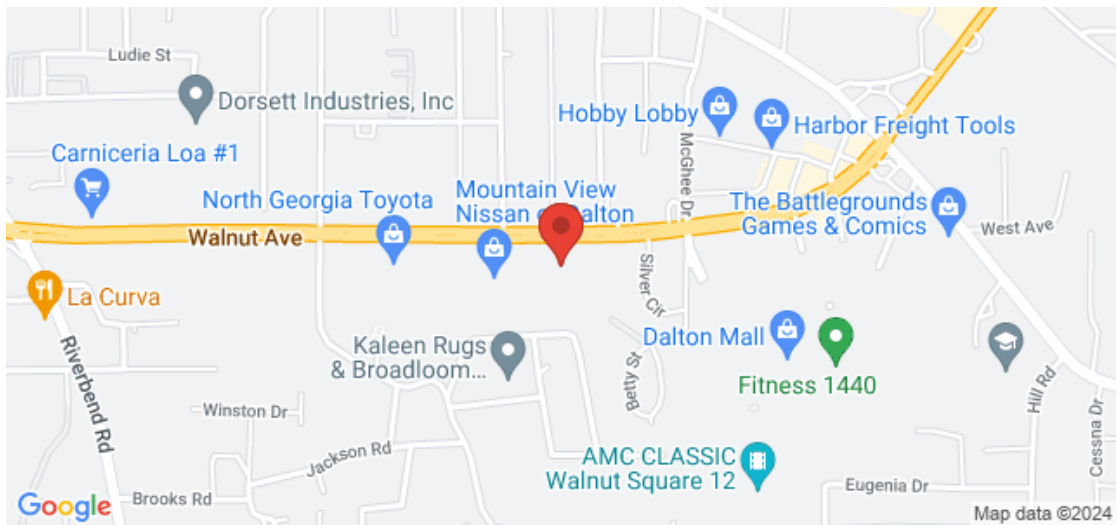 Ludie St
Dorsett Industries, Inc
Hobby Lobby
Harbor Freight Tools
McGhee Dr
Carniceria Loa #1
North Georgia Toyota
Mountain View
Nissan of Dalton
The Battlegrounds
Games & Comics
West Ave
Walnut Ave
Silver Cir
La Curva
Riverbend Rd
Kaleen Rugs
& Broadloom...
Dalton Mall
Betty St
Fitness 1440
Hill Rd
Cessna Dr
Winston Dr
Jackson Rd
AMC CLASSIC
Walnut Square 12
Brooks Rd
Eugenia Dr
Google
Map data ©2024